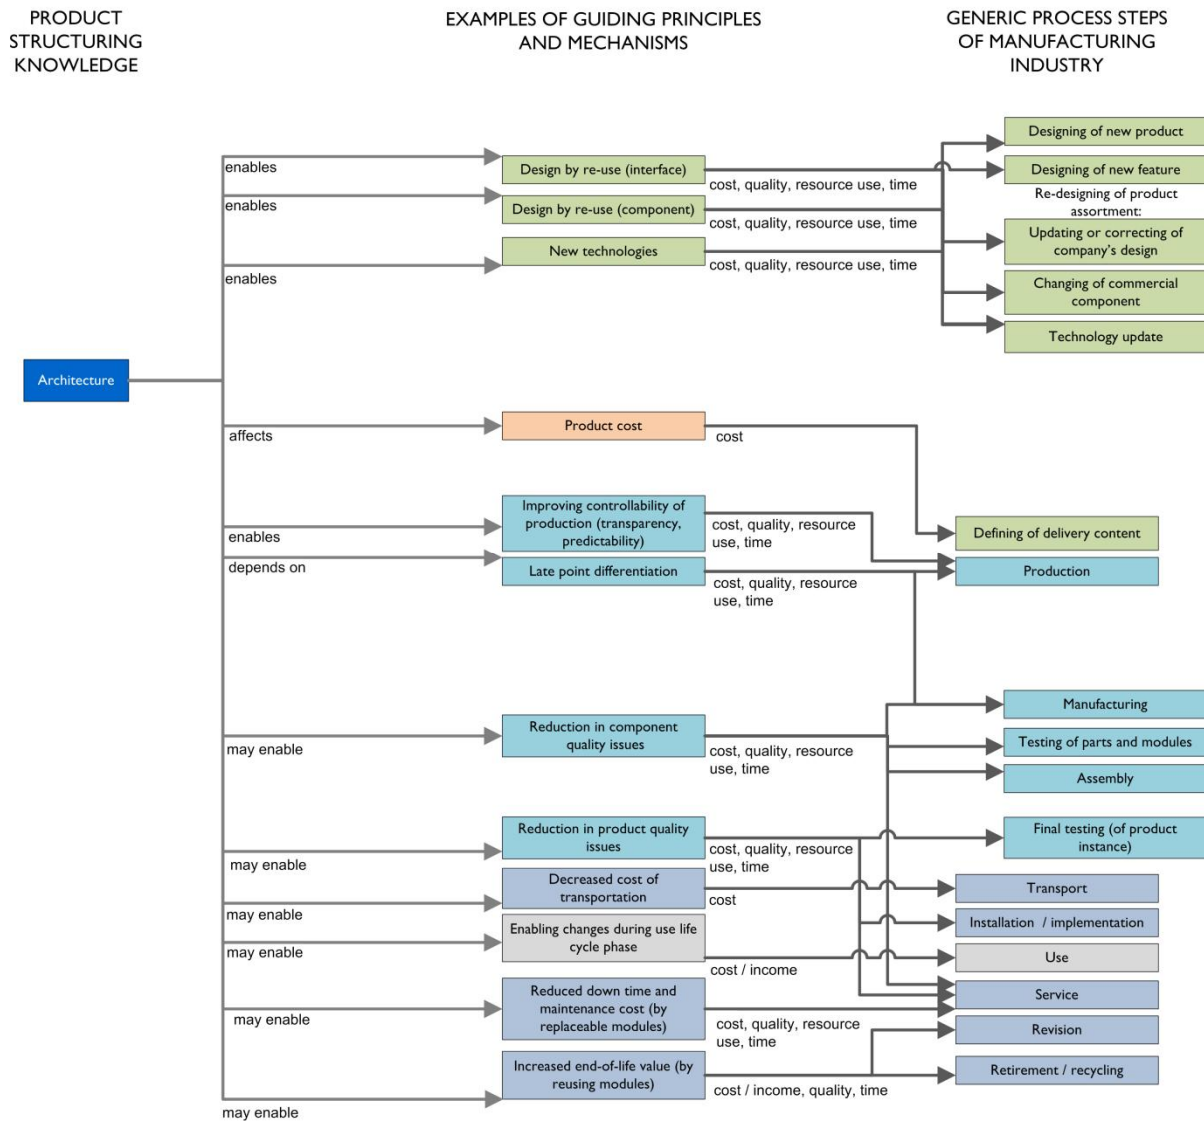 PRODUCT
STRUCTURING
KNOWLEDGE
EXAMPLES OF GUIDING PRINCIPLES
AND MECHANISMS
GENERIC PROCESS STEPS
OF MANUFACTURING
INDUSTRY
Architecture
enables
Design by re-use (interface)
cost, quality, resource use, time
enables
Design by re-use (component)
cost, quality, resource use, time
enables
New technologies
cost, quality, resource use, time
Designing of new product
Designing of new feature
Re-designing of product
assortment:
Updating or correcting of
company's design
Changing of commercial
component
Technology update
affects
Product cost
cost
enables
Improving controllability of
production (transparency,
predictability)
cost, quality, resource
use, time
depends on
Late point differentiation
cost, quality, resource
use, time
Defining of delivery content
Production
may enable
Reduction in component
quality issues
cost, quality, resource
use, time
Manufacturing
Testing of parts and modules
Assembly
may enable
Reduction in product quality
issues
cost, quality, resource
use, time
Final testing (of product
instance)
may enable
Decreased cost of
transportation
cost
Transport
may enable
Enabling changes during use life
cycle phase
cost / income
Installation / implementation
Use
may enable
Reduced down time and
maintenance cost (by
replaceable modules)
cost, quality, resource
use, time
Service
Revision
may enable
Increased end-of-life value (by
reusing modules)
cost / income, quality, time
Retirement / recycling